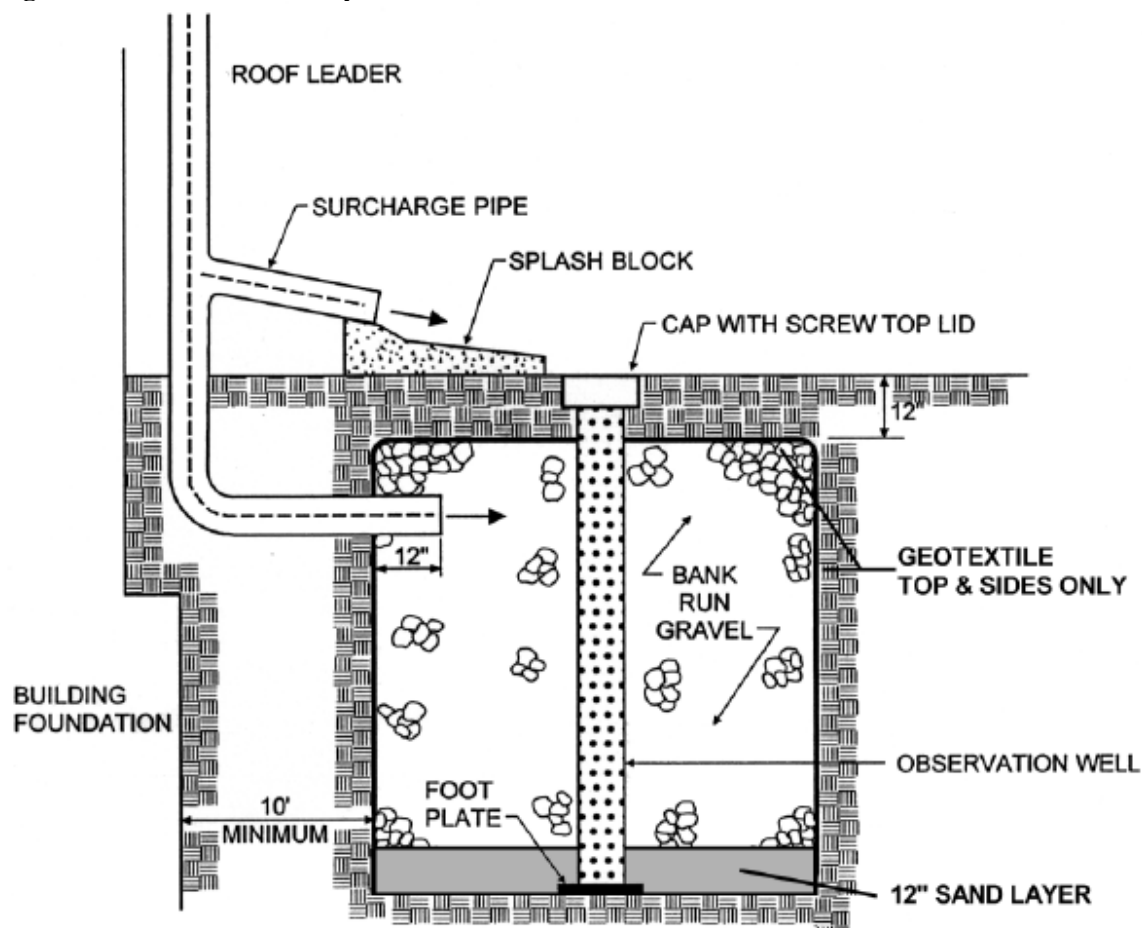 ROOF LEADER
SURCHARGE PIPE
SPLASH BLOCK
CAP WITH SCREW TOP LID
12"
12"
GEOTEXTILE
TOP & SIDES ONLY
BANK
RUN
GRAVEL
BUILDING
FOUNDATION
OBSERVATION WELL
FOOT
PLATE
10'
MINIMUM
12" SAND LAYER